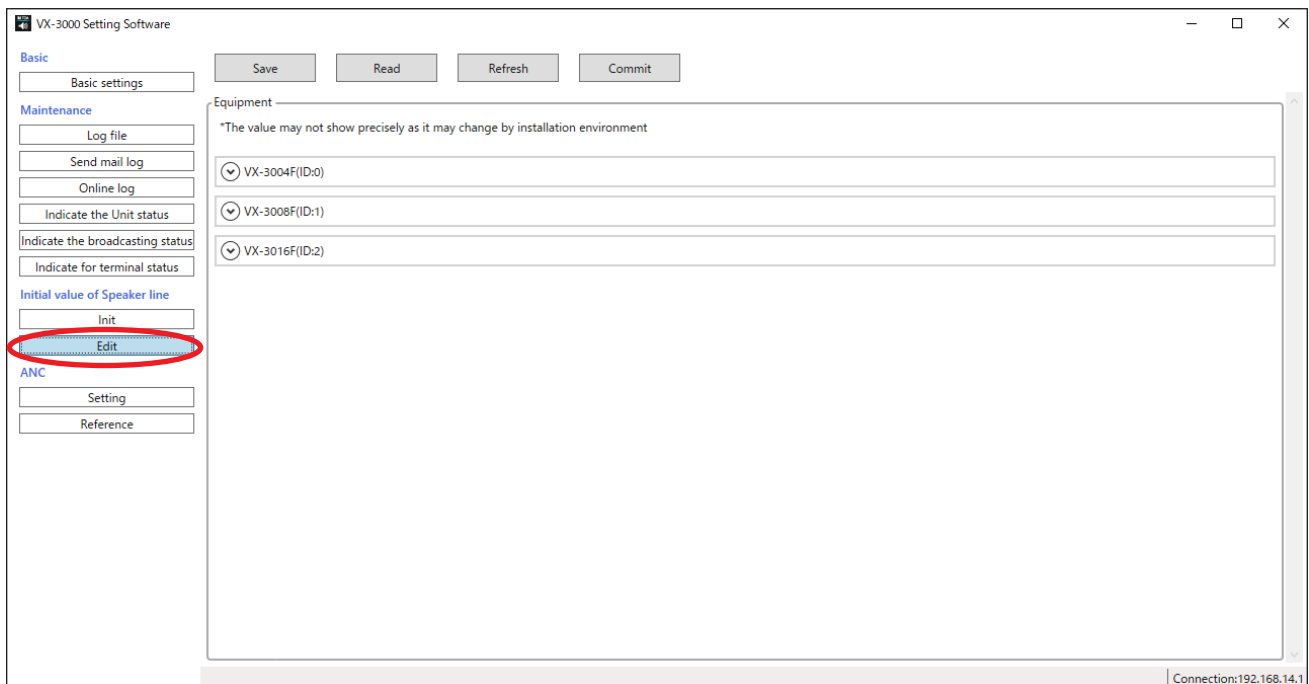 VX-3000 Setting Software
Basic
Basic settings
Maintenance
Log file
Send mail log
Online log
Indicate the Unit status
Indicate the broadcasting status
Indicate for terminal status
Initial value of Speaker line
Init
Edit
ANC
Setting
Reference
Save Read Refresh Commit
Equipment
*The value may not show precisely as it may change by installation environment
VX-3004F(ID:0)
VX-3008F(ID:1)
VX-3016F(ID:2)
Connection:192.168.14.1